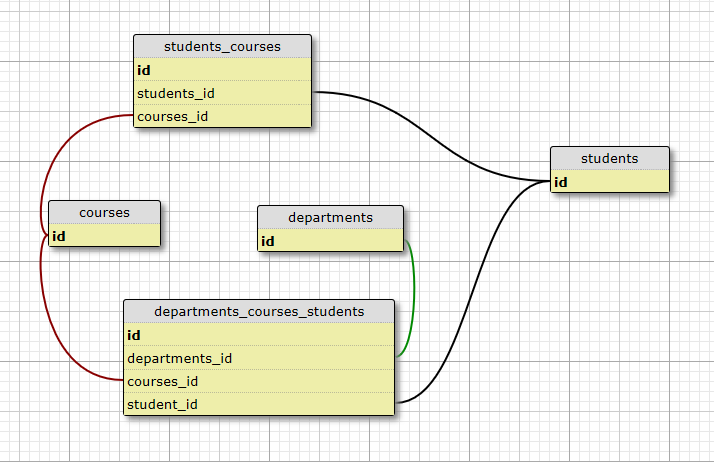 students_courses
id
students_id
courses_id
students
id
courses
id
departments
id
departments_courses_students
id
departments_id
courses_id
student_id